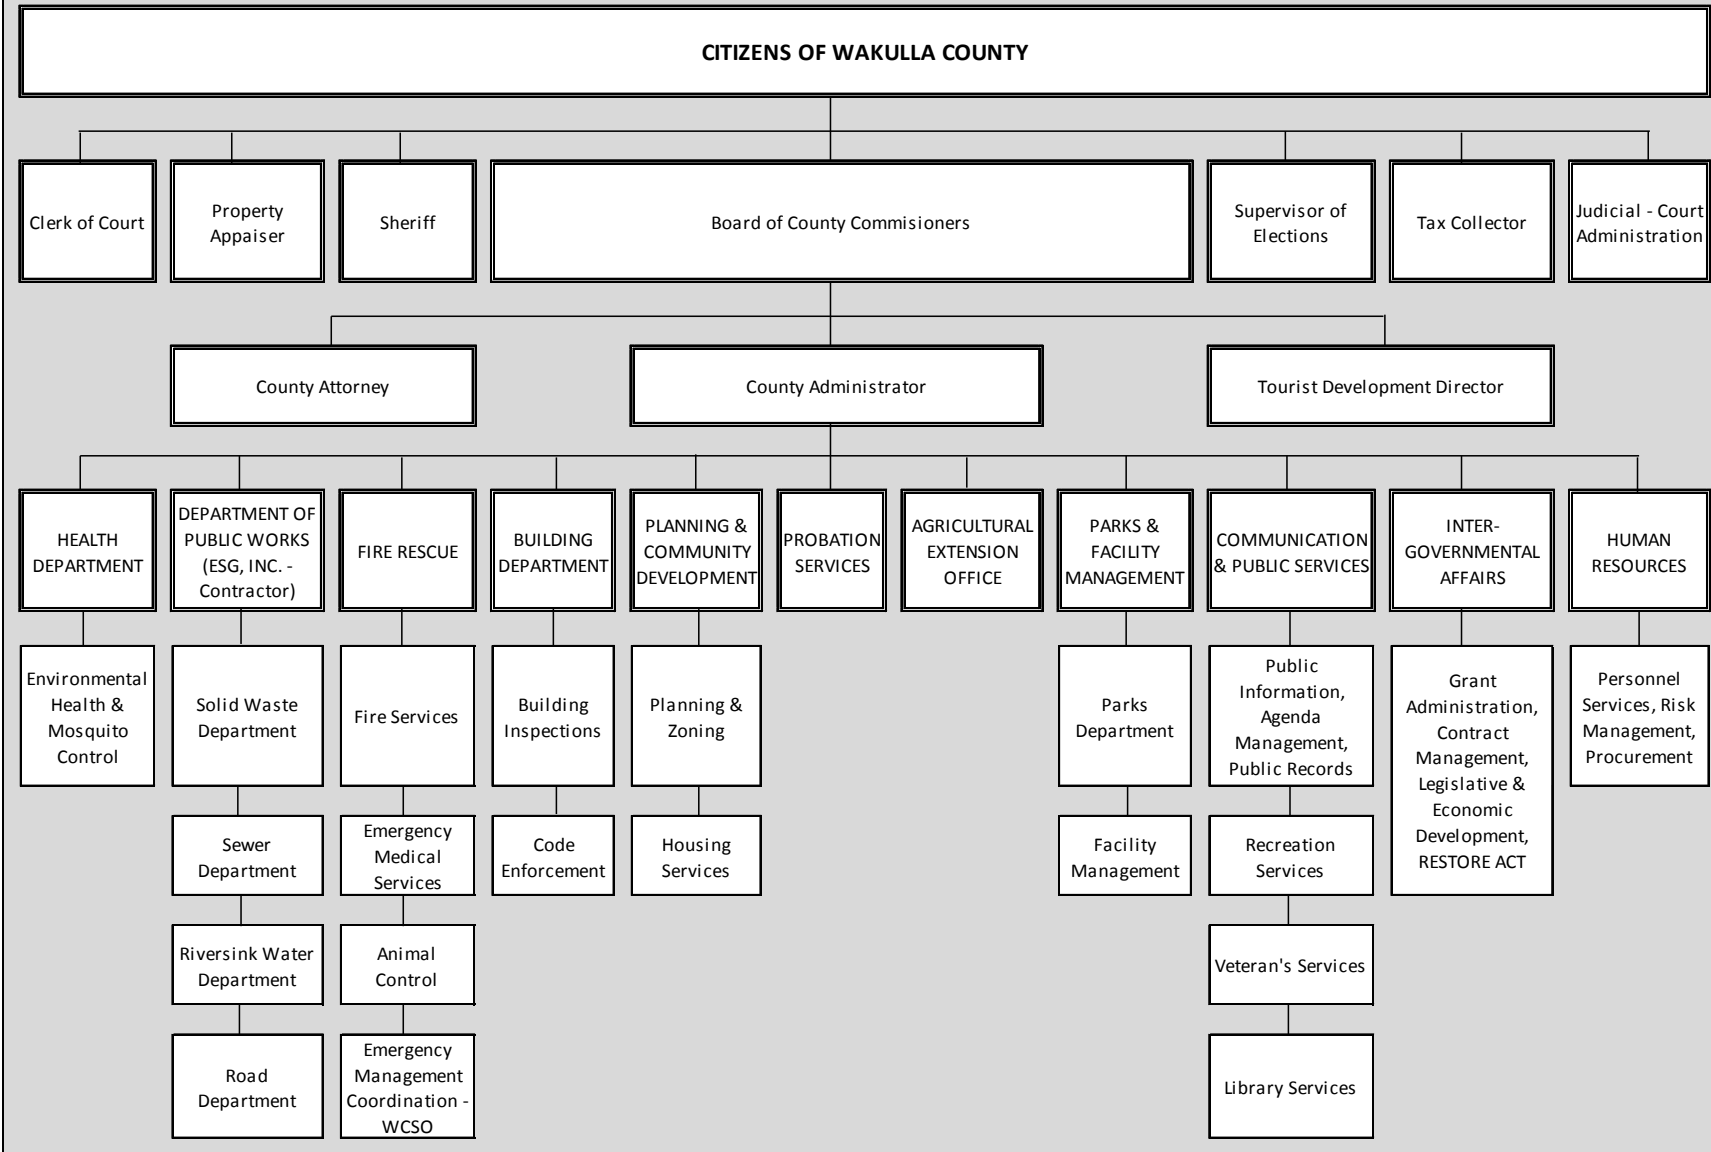 CITIZENS OF WAKULLA COUNTY
Clerk of Court
Property
Appaiser
Sheriff
Board of County Commisioners
Supervisor of
Elections
Tax Collector
Judicial - Court
Administration
County Attorney
County Administrator
Tourist Development Director
HEALTH
DEPARTMENT
DEPARTMENT OF
PUBLIC WORKS
(ESG, INC. -
Contractor)
FIRE RESCUE
BUILDING
DEPARTMENT
PLANNING &
COMMUNITY
DEVELOPMENT
PROBATION
SERVICES
AGRICULTURAL
EXTENSION
OFFICE
PARKS &
FACILITY
MANAGEMENT
COMMUNICATION
& PUBLIC SERVICES
INTER-
GOVERNMENTAL
AFFAIRS
HUMAN
RESOURCES
Environmental
Health &
Mosquito
Control
Solid Waste
Department
Fire Services
Building
Inspections
Planning &
Zoning
Parks
Department
Public
Information,
Agenda
Management,
Public Records
Grant
Administration,
Contract
Management,
Legislative &
Economic
Development,
RESTORE ACT
Personnel
Services, Risk
Management,
Procurement
Sewer
Department
Emergency
Medical
Services
Code
Enforcement
Housing
Services
Facility
Management
Recreation
Services
Riversink Water
Department
Animal
Control
Veteran's Services
Road
Department
Emergency
Management
Coordination -
WCSO
Library Services